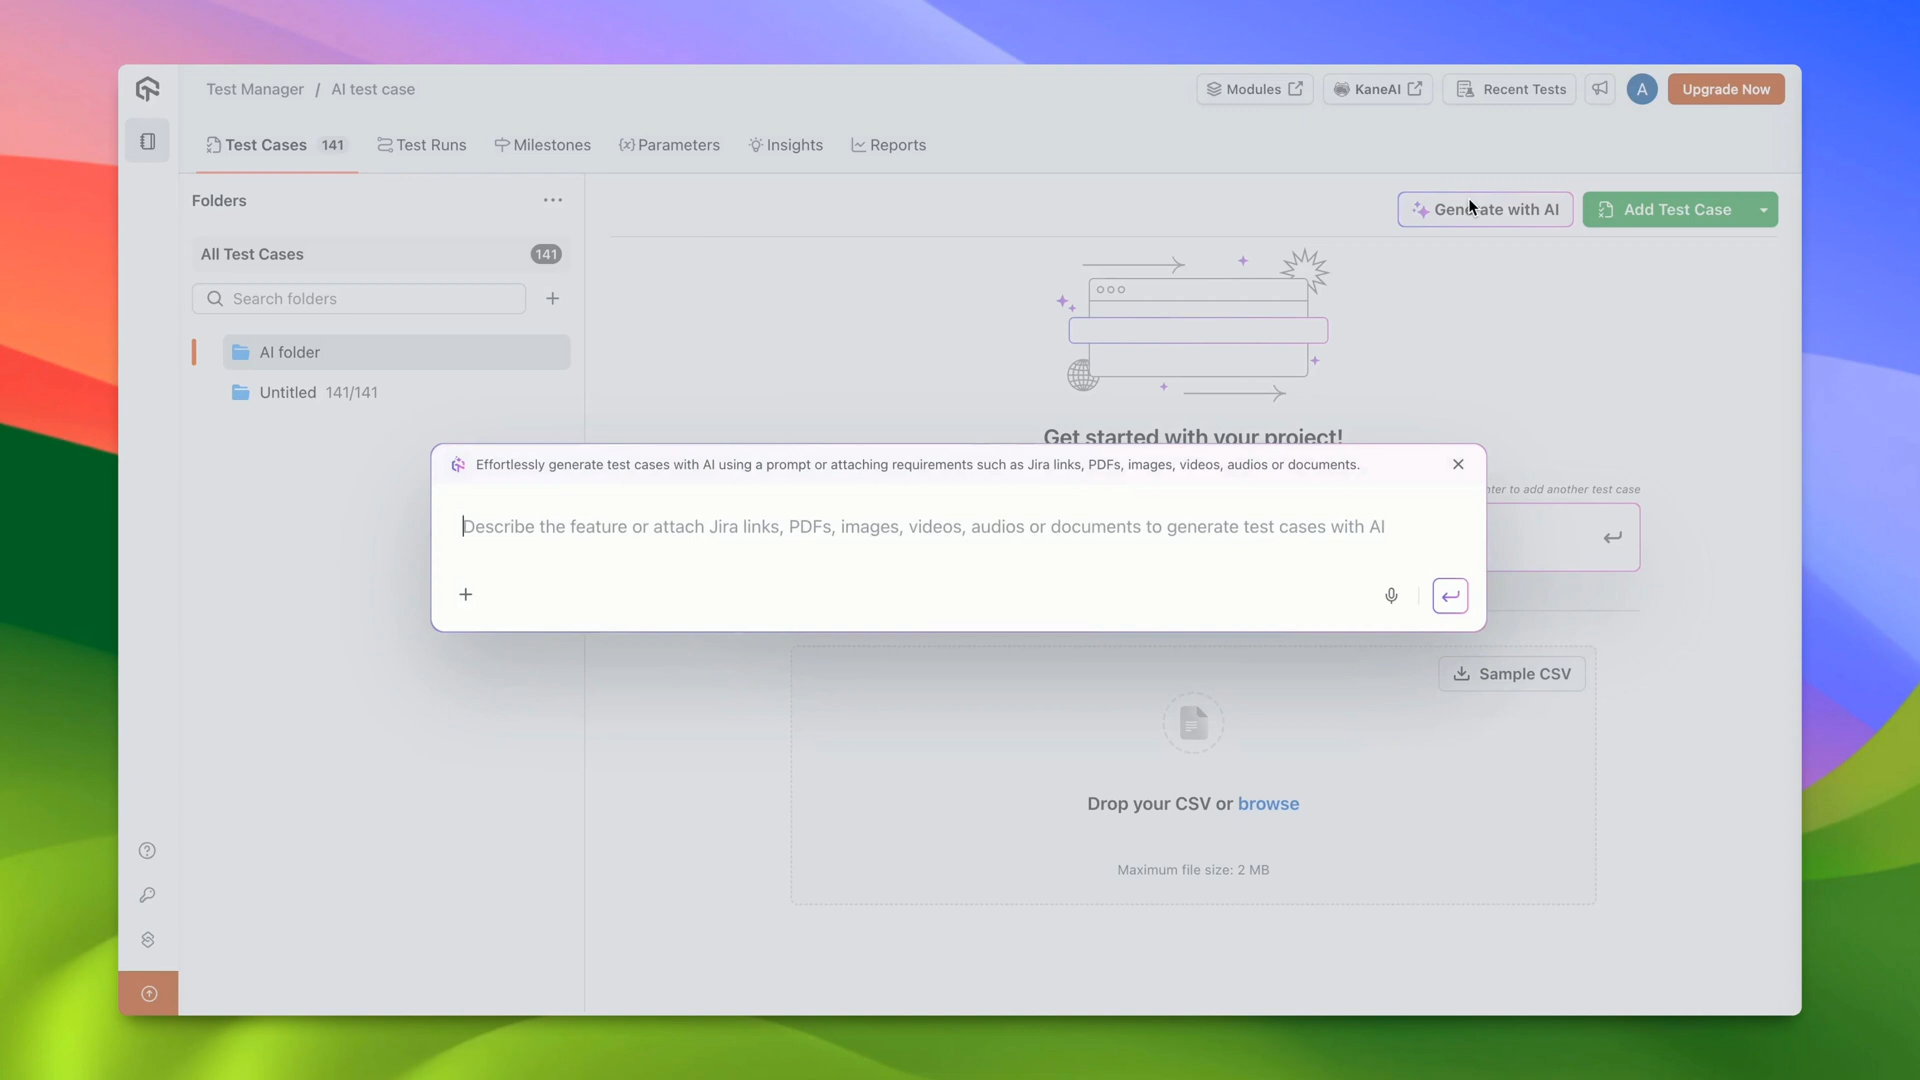 Test Manager / AI test case
Modules
KaneAI
Recent Tests
A
Upgrade Now
Test Cases 141
Test Runs
Milestones
{x} Parameters
Insights
Reports
Folders
Generate with AI
Add Test Case
All Test Cases 141
Search folders
AI folder
Untitled 141/141
Get started with your project!
Effortlessly generate test cases with AI using a prompt or attaching requirements such as Jira links, PDFs, images, videos, audios or documents.
to add another test case
Describe the feature or attach Jira links, PDFs, images, videos, audios or documents to generate test cases with AI
Sample CSV
Drop your CSV or browse
Maximum file size: 2 MB